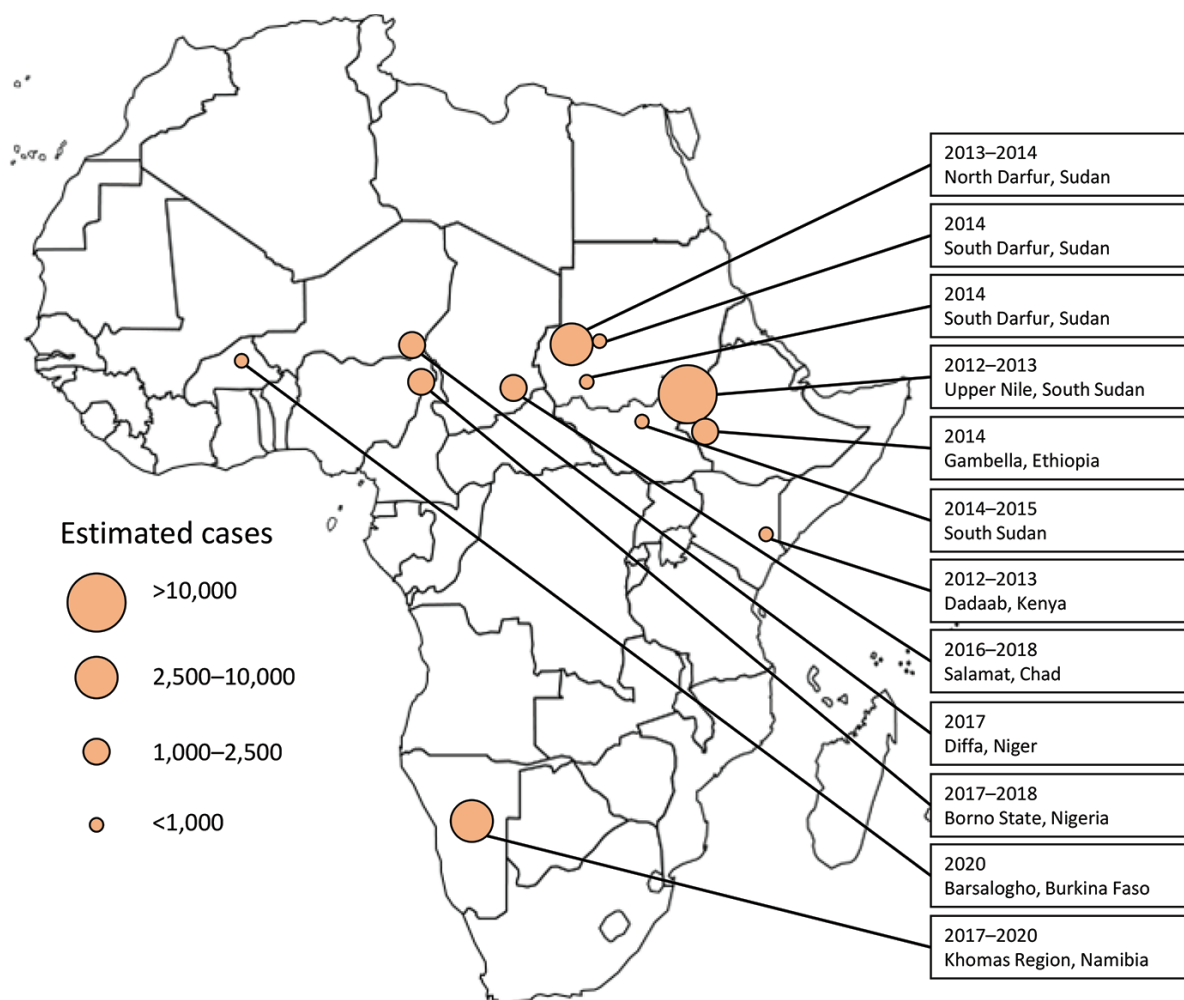 2013–2014
North Darfur, Sudan
2014
South Darfur, Sudan
2014
South Darfur, Sudan
2012–2013
Upper Nile, South Sudan
2014
Gambella, Ethiopia
2014–2015
South Sudan
2012–2013
Dadaab, Kenya
2016–2018
Salamat, Chad
2017
Diffa, Niger
2017–2018
Borno State, Nigeria
2020
Barsalogho, Burkina Faso
2017–2020
Khomas Region, Namibia
Estimated cases
>10,000
2,500–10,000
1,000–2,500
<1,000